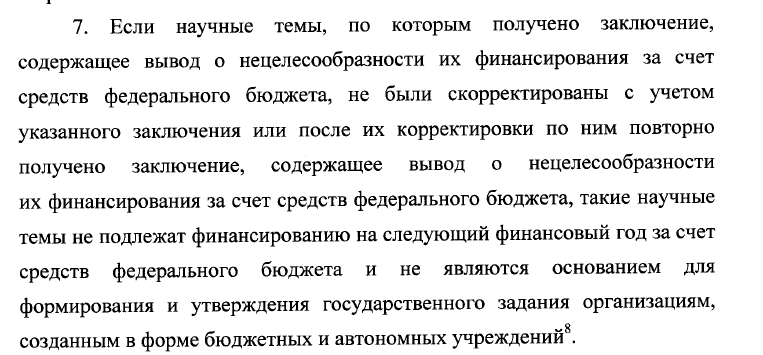 7. Если научные темы, по которым получено заключение,
содержащее вывод о нецелесообразности их финансирования за счет
средств федерального бюджета, не были скорректированы с учетом
указанного заключения или после их корректировки по ним повторно
получено заключение, содержащее вывод о нецелесообразности
их финансирования за счет средств федерального бюджета, такие научные
темы не подлежат финансированию на следующий финансовый год за счет
средств федерального бюджета и не являются основанием для
формирования и утверждения государственного задания организациям,
созданным в форме бюджетных и автономных учреждений⁸.